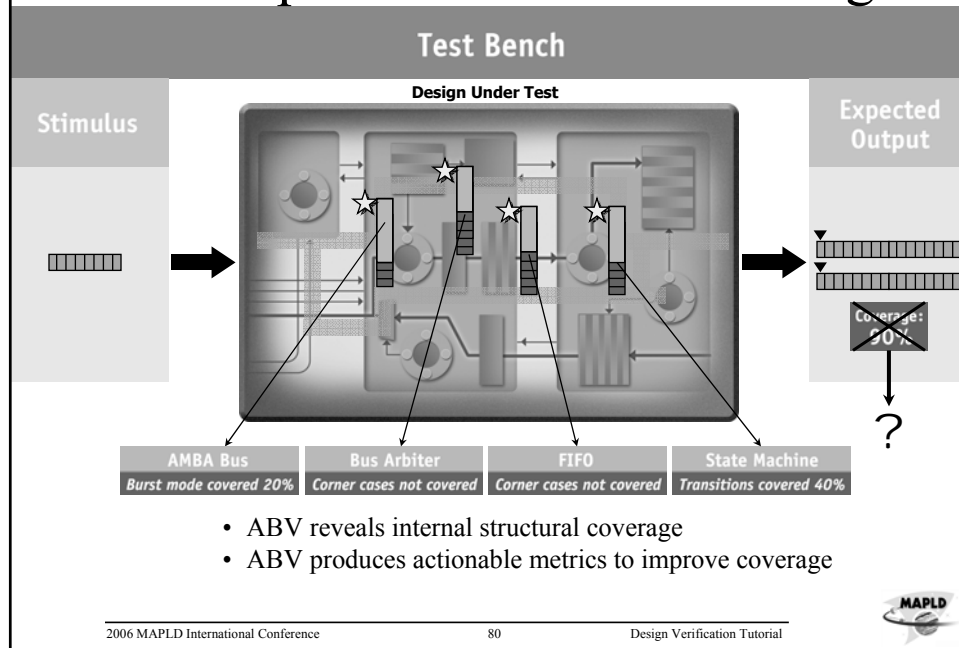 Test Bench
Design Under Test
Stimulus
Expected
Output
Coverage:
90%
?
AMBA Bus
Burst mode covered 20%
Bus Arbiter
Corner cases not covered
FIFO
Corner cases not covered
State Machine
Transitions covered 40%
• ABV reveals internal structural coverage
• ABV produces actionable metrics to improve coverage
MAPLD
2006 MAPLD International Conference
80
Design Verification Tutorial